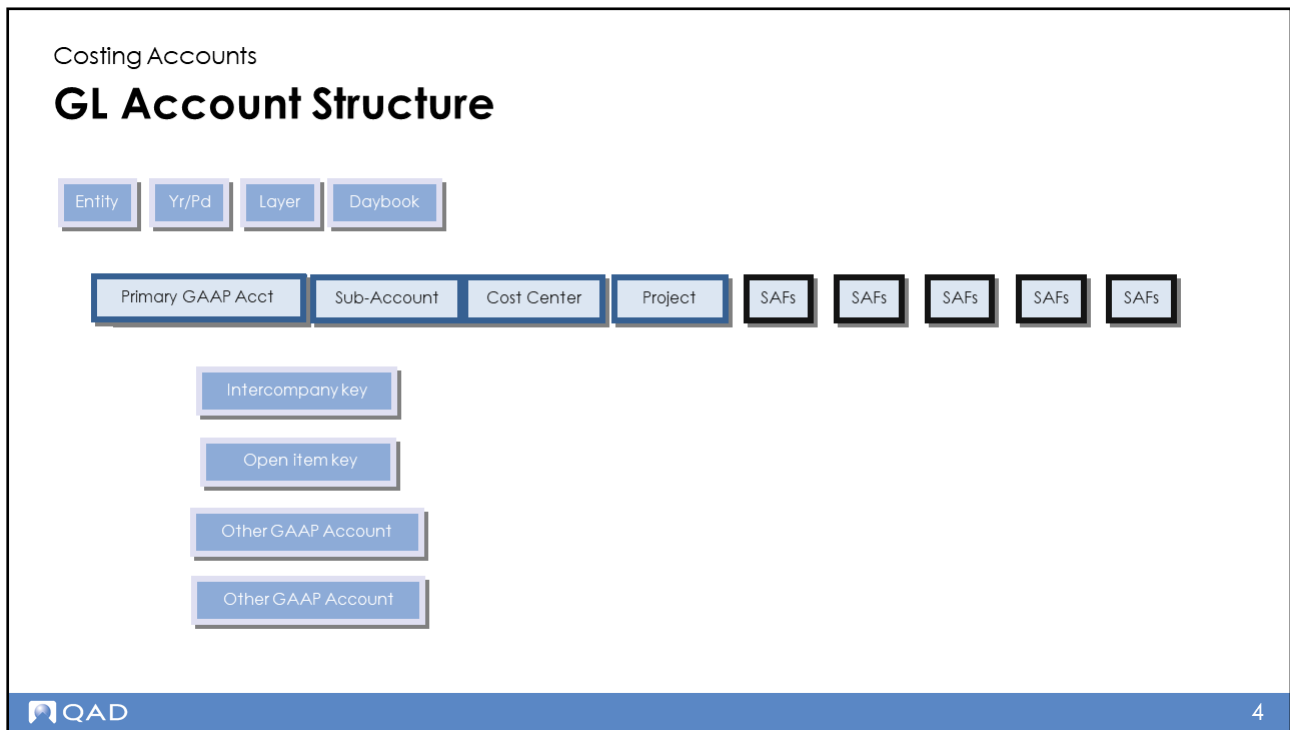 Costing Accounts
GL Account Structure
Entity Yr/Pd Layer Daybook
Primary GAAP Acct Sub-Account Cost Center Project SAFs SAFs SAFs SAFs SAFs
Intercompany key
Open item key
Other GAAP Account
Other GAAP Account
QAD 4